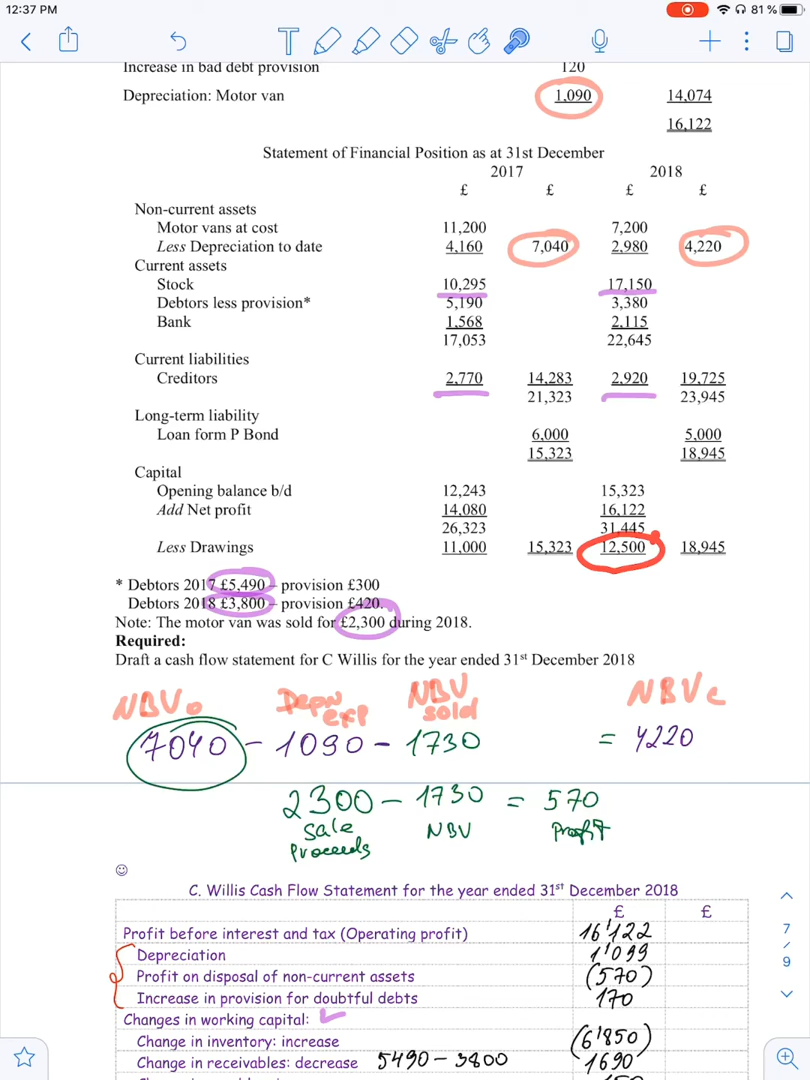 12:37 PM
81 %
Increase in bad debt provision 120
Depreciation: Motor van 1,090 14,074
16,122
Statement of Financial Position as at 31st December
2017 2018
£ £ £ £
Non-current assets
Motor vans at cost 11,200 7,200
Less Depreciation to date 4,160 7,040 2,980 4,220
Current assets
Stock 10,295 17,150
Debtors less provision* 5,190 3,380
Bank 1,568 2,115
17,053 22,645
Current liabilities
Creditors 2,770 14,283 2,920 19,725
21,323 23,945
Long-term liability
Loan form P Bond 6,000 5,000
15,323 18,945
Capital
Opening balance b/d 12,243 15,323
Add Net profit 14,080 16,122
26,323 31,445
Less Drawings 11,000 15,323 12,500 18,945
* Debtors 2017 £5,490 – provision £300
Debtors 2018 £3,800 – provision £420.
Note: The motor van was sold for £2,300 during 2018.
Required:
Draft a cash flow statement for C Willis for the year ended 31st December 2018
NBVo Depn exp NBV sold NBVc
7040 - 1090 - 1730 = 4220
2300 - 1730 = 570
Sale proceeds NBV Profit
C. Willis Cash Flow Statement for the year ended 31st December 2018
£ £
Profit before interest and tax (Operating profit) 16'122
Depreciation 1'099
Profit on disposal of non-current assets (570)
Increase in provision for doubtful debts 170
Changes in working capital:
Change in inventory: increase (6'850)
Change in receivables: decrease 5490 - 3800 1690
7
/
9